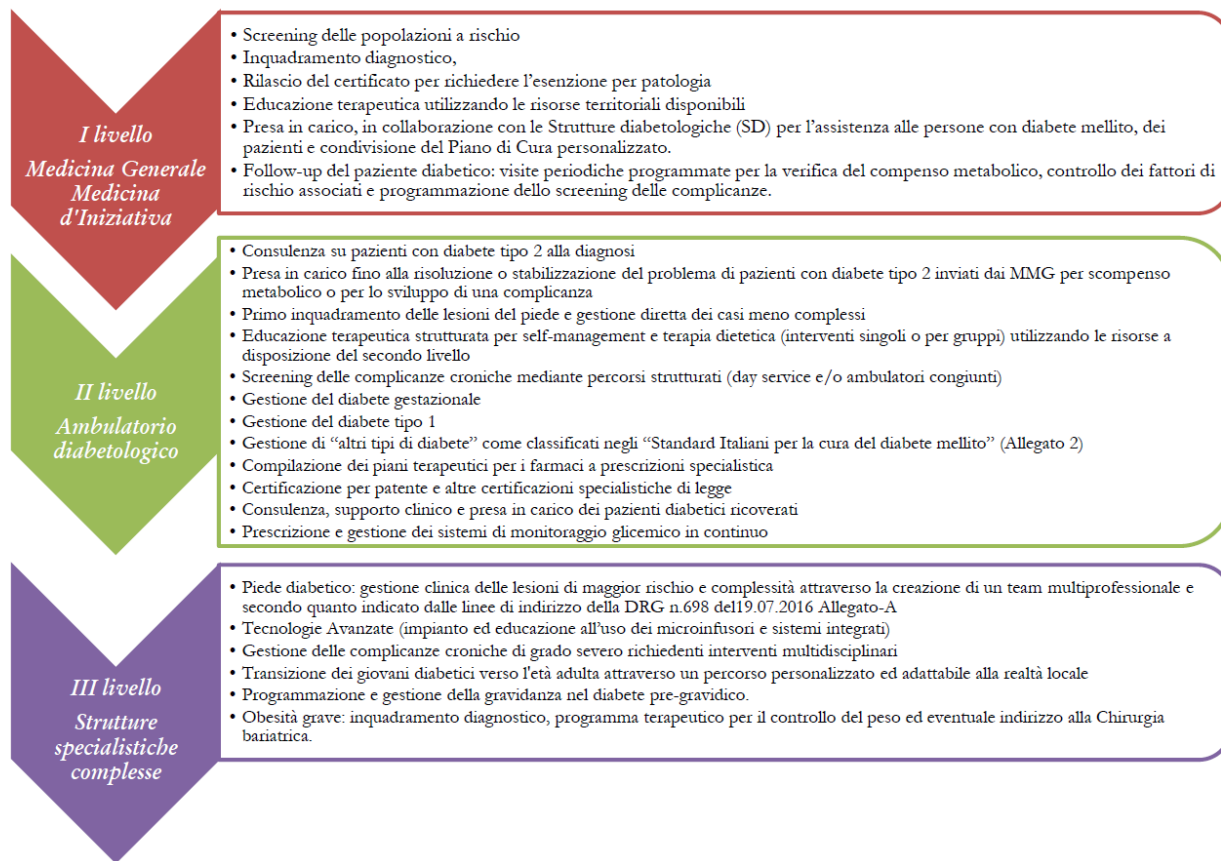 I livello
Medicina Generale
Medicina
d'Iniziativa
• Screening delle popolazioni a rischio
• Inquadramento diagnostico,
• Rilascio del certificato per richiedere l'esenzione per patologia
• Educazione terapeutica utilizzando le risorse territoriali disponibili
• Presa in carico, in collaborazione con le Strutture diabetologiche (SD) per l'assistenza alle persone con diabete mellito, dei
pazienti e condivisione del Piano di Cura personalizzato.
• Follow-up del paziente diabetico: visite periodiche programmate per la verifica del compenso metabolico, controllo dei fattori di
rischio associati e programmazione dello screening delle complicanze.
II livello
Ambulatorio
diabetologico
• Consulenza su pazienti con diabete tipo 2 alla diagnosi
• Presa in carico fino alla risoluzione o stabilizzazione del problema di pazienti con diabete tipo 2 inviati dai MMG per scompenso
metabolico o per lo sviluppo di una complicanza
• Primo inquadramento delle lesioni del piede e gestione diretta dei casi meno complessi
• Educazione terapeutica strutturata per self-management e terapia dietetica (interventi singoli o per gruppi) utilizzando le risorse a
disposizione del secondo livello
• Screening delle complicanze croniche mediante percorsi strutturati (day service e/o ambulatori congiunti)
• Gestione del diabete gestazionale
• Gestione del diabete tipo 1
• Gestione di “altri tipi di diabete” come classificati negli “Standard Italiani per la cura del diabete mellito” (Allegato 2)
• Compilazione dei piani terapeutici per i farmaci a prescrizioni specialistica
• Certificazione per patente e altre certificazioni specialistiche di legge
• Consulenza, supporto clinico e presa in carico dei pazienti diabetici ricoverati
• Prescrizione e gestione dei sistemi di monitoraggio glicemico in continuo
III livello
Strutture
specialistiche
complesse
• Piede diabetico: gestione clinica delle lesioni di maggior rischio e complessità attraverso la creazione di un team multiprofessionale e
secondo quanto indicato dalle linee di indirizzo della DRG n.698 del19.07.2016 Allegato-A
• Tecnologie Avanzate (impianto ed educazione all'uso dei microinfusori e sistemi integrati)
• Gestione delle complicanze croniche di grado severo richiedenti interventi multidisciplinari
• Transizione dei giovani diabetici verso l'età adulta attraverso un percorso personalizzato ed adattabile alla realtà locale
• Programmazione e gestione della gravidanza nel diabete pre-gravidico.
• Obesità grave: inquadramento diagnostico, programma terapeutico per il controllo del peso ed eventuale indirizzo alla Chirurgia
bariatrica.